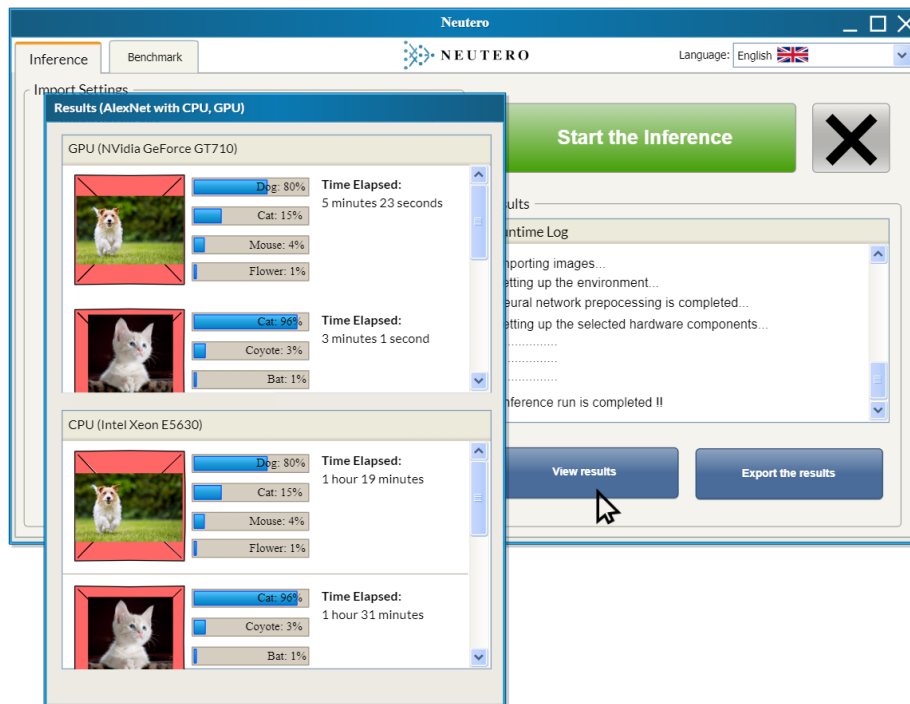 Neutero
Inference
Benchmark
NEUTERO
Language:
English
Import Settings
Results (AlexNet with CPU, GPU)
GPU (NVidia GeForce GT710)
Dog: 80%
Cat: 15%
Mouse: 4%
Flower: 1%
Time Elapsed:
5 minutes 23 seconds
Cat: 96%
Coyote: 3%
Bat: 1%
Time Elapsed:
3 minutes 1 second
CPU (Intel Xeon E5630)
Dog: 80%
Cat: 15%
Mouse: 4%
Flower: 1%
Time Elapsed:
1 hour 19 minutes
Cat: 96%
Coyote: 3%
Bat: 1%
Time Elapsed:
1 hour 31 minutes
Start the Inference
ults
untime Log
nporting images...
etting up the environment...
eural network prepocessing is completed...
etting up the selected hardware components...
..............
..............
..............
nference run is completed !!
View results
Export the results